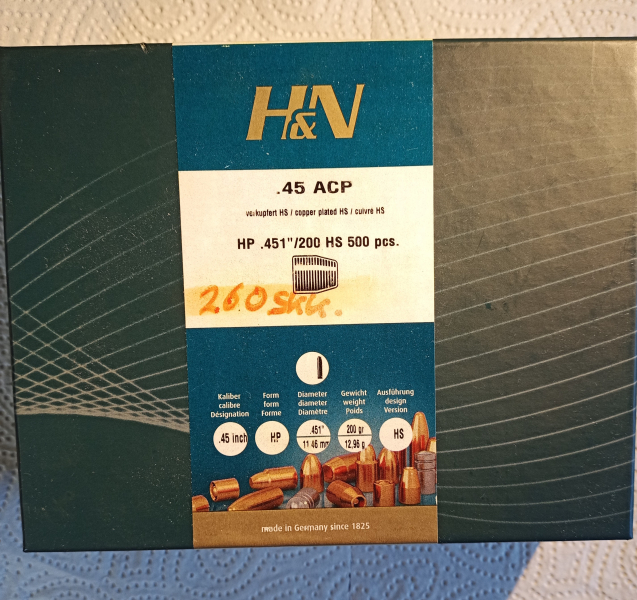 H&N
.45 ACP
verkupfert HS / copper plated HS / cuivré HS
HP .451"/200 HS 500 pcs.
260 Stk.
Kaliber calibre Désignation
Form form Forme
Diameter diameter Diamètre
Gewicht weight Poids
Ausführung design Version
.45 inch
HP
.451" 11,46 mm
200 gr 12,96 g
HS
made in Germany since 1825